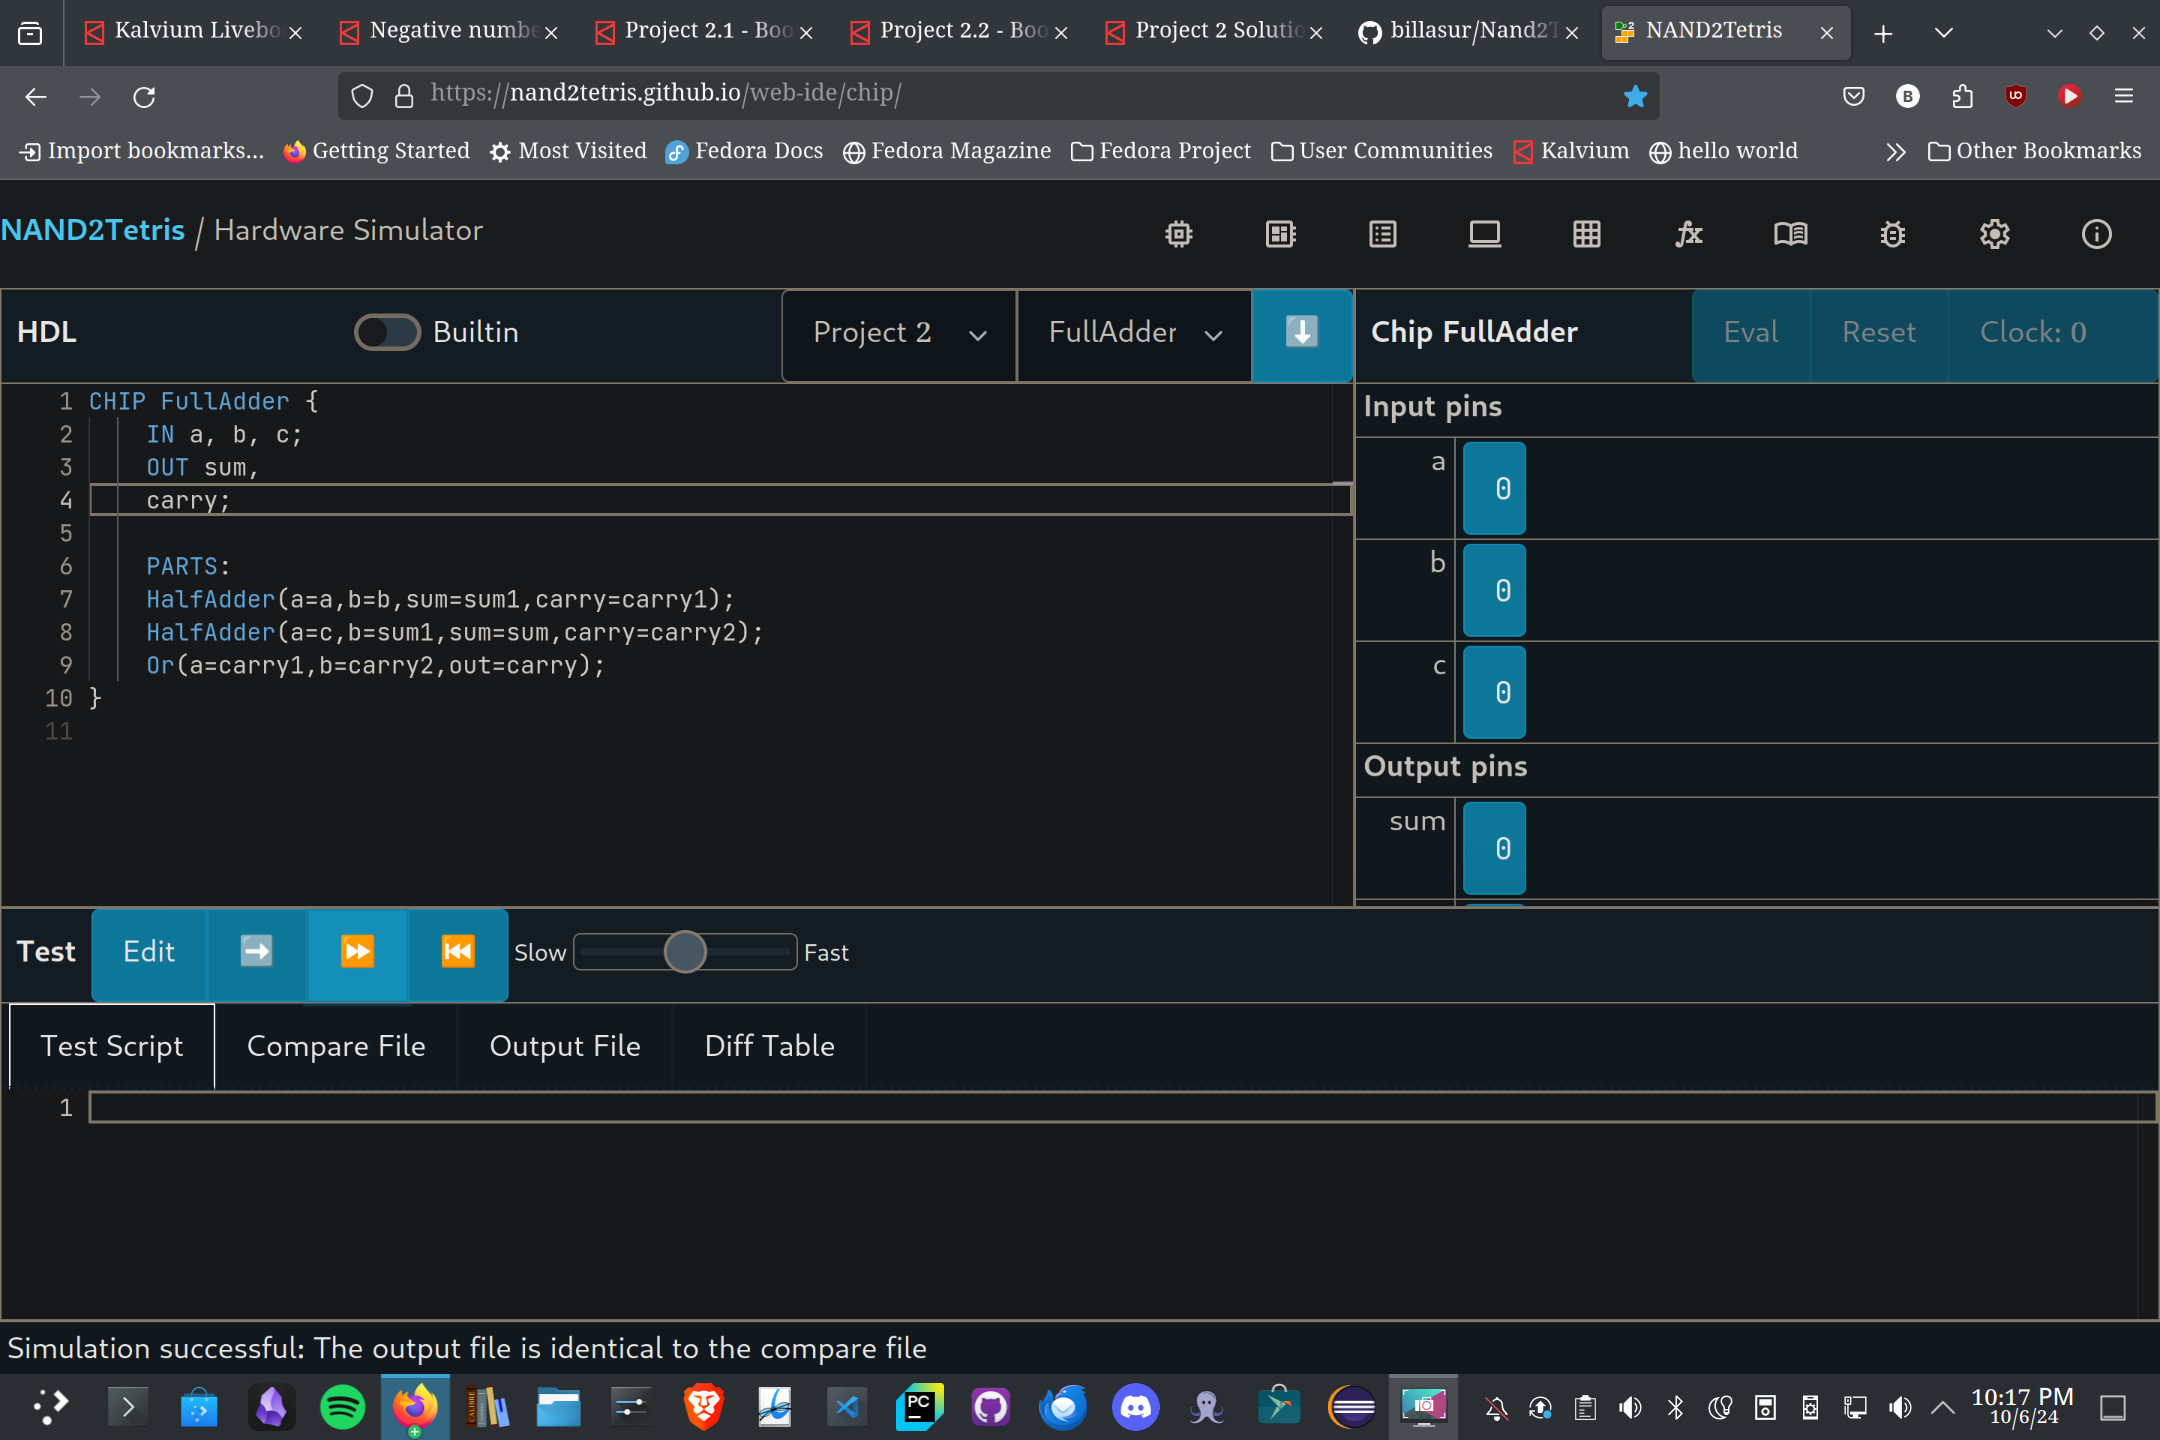 Kalvium Livebo
Negative numbe
Project 2.1 - Boo
Project 2.2 - Boo
Project 2 Solutio
billasur/Nand2T
NAND2Tetris
https://nand2tetris.github.io/web-ide/chip/
B
Import bookmarks...
Getting Started
Most Visited
Fedora Docs
Fedora Magazine
Fedora Project
User Communities
Kalvium
hello world
Other Bookmarks
NAND2Tetris / Hardware Simulator
HDL
Builtin
Project 2
FullAdder
Chip FullAdder
Eval
Reset
Clock: 0
1 CHIP FullAdder {
2 IN a, b, c;
3 OUT sum,
4 carry;
5
6 PARTS:
7 HalfAdder(a=a,b=b,sum=sum1,carry=carry1);
8 HalfAdder(a=c,b=sum1,sum=sum,carry=carry2);
9 Or(a=carry1,b=carry2,out=carry);
10 }
11
Input pins
a 0
b 0
c 0
Output pins
sum 0
Test
Edit
Slow
Fast
Test Script
Compare File
Output File
Diff Table
1
Simulation successful: The output file is identical to the compare file
CALIBRE
PC
10:17 PM
10/6/24